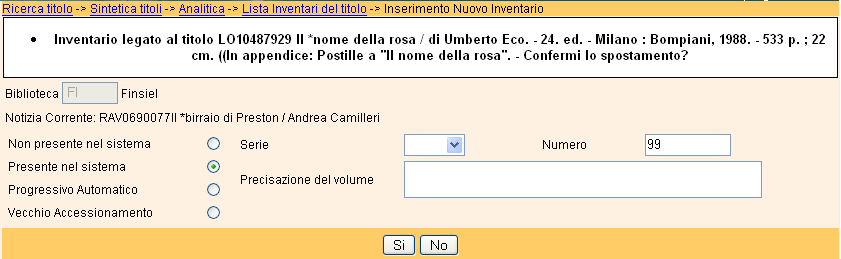 Ricerca titolo -> Sintetica titoli -> Analitica -> Lista Inventari del titolo -> Inserimento Nuovo Inventario
• Inventario legato al titolo LO10487929 Il *nome della rosa / di Umberto Eco. - 24. ed. - Milano : Bompiani, 1988. - 533 p. ; 22
cm. ((In appendice: Postille a "Il nome della rosa". - Confermi lo spostamento?
Biblioteca FI Finsiel
Notizia Corrente: RAV0690077Il *birraio di Preston / Andrea Camilleri
Non presente nel sistema Serie Numero 99
Presente nel sistema
Precisazione del volume
Progressivo Automatico
Vecchio Accessionamento
Si No